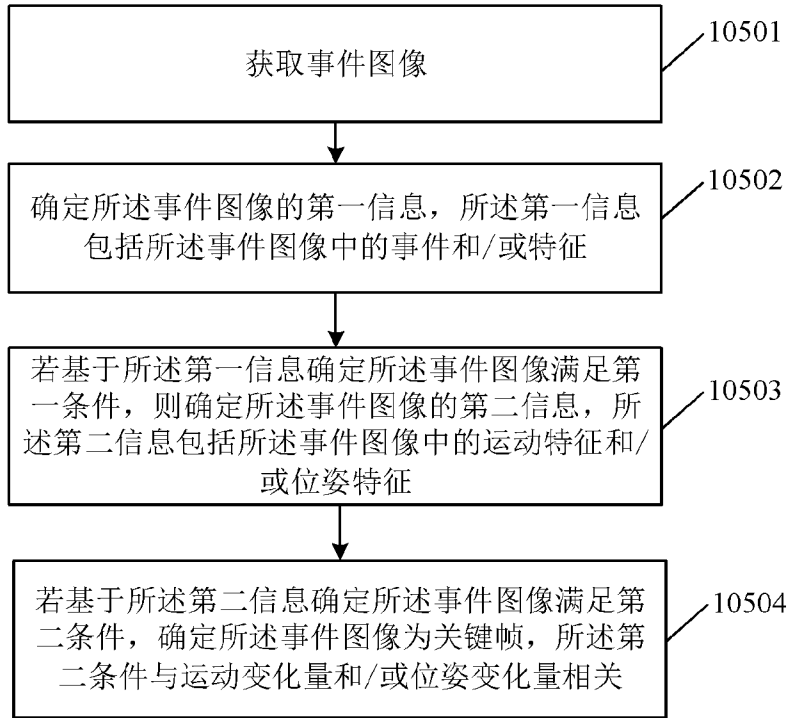 获取事件图像
10501
确定所述事件图像的第一信息，所述第一信息
包括所述事件图像中的事件和/或特征
10502
若基于所述第一信息确定所述事件图像满足第
一条件，则确定所述事件图像的第二信息，所
述第二信息包括所述事件图像中的运动特征和/
或位姿特征
10503
若基于所述第二信息确定所述事件图像满足第
二条件，确定所述事件图像为关键帧，所述第
二条件与运动变化量和/或位姿变化量相关
10504